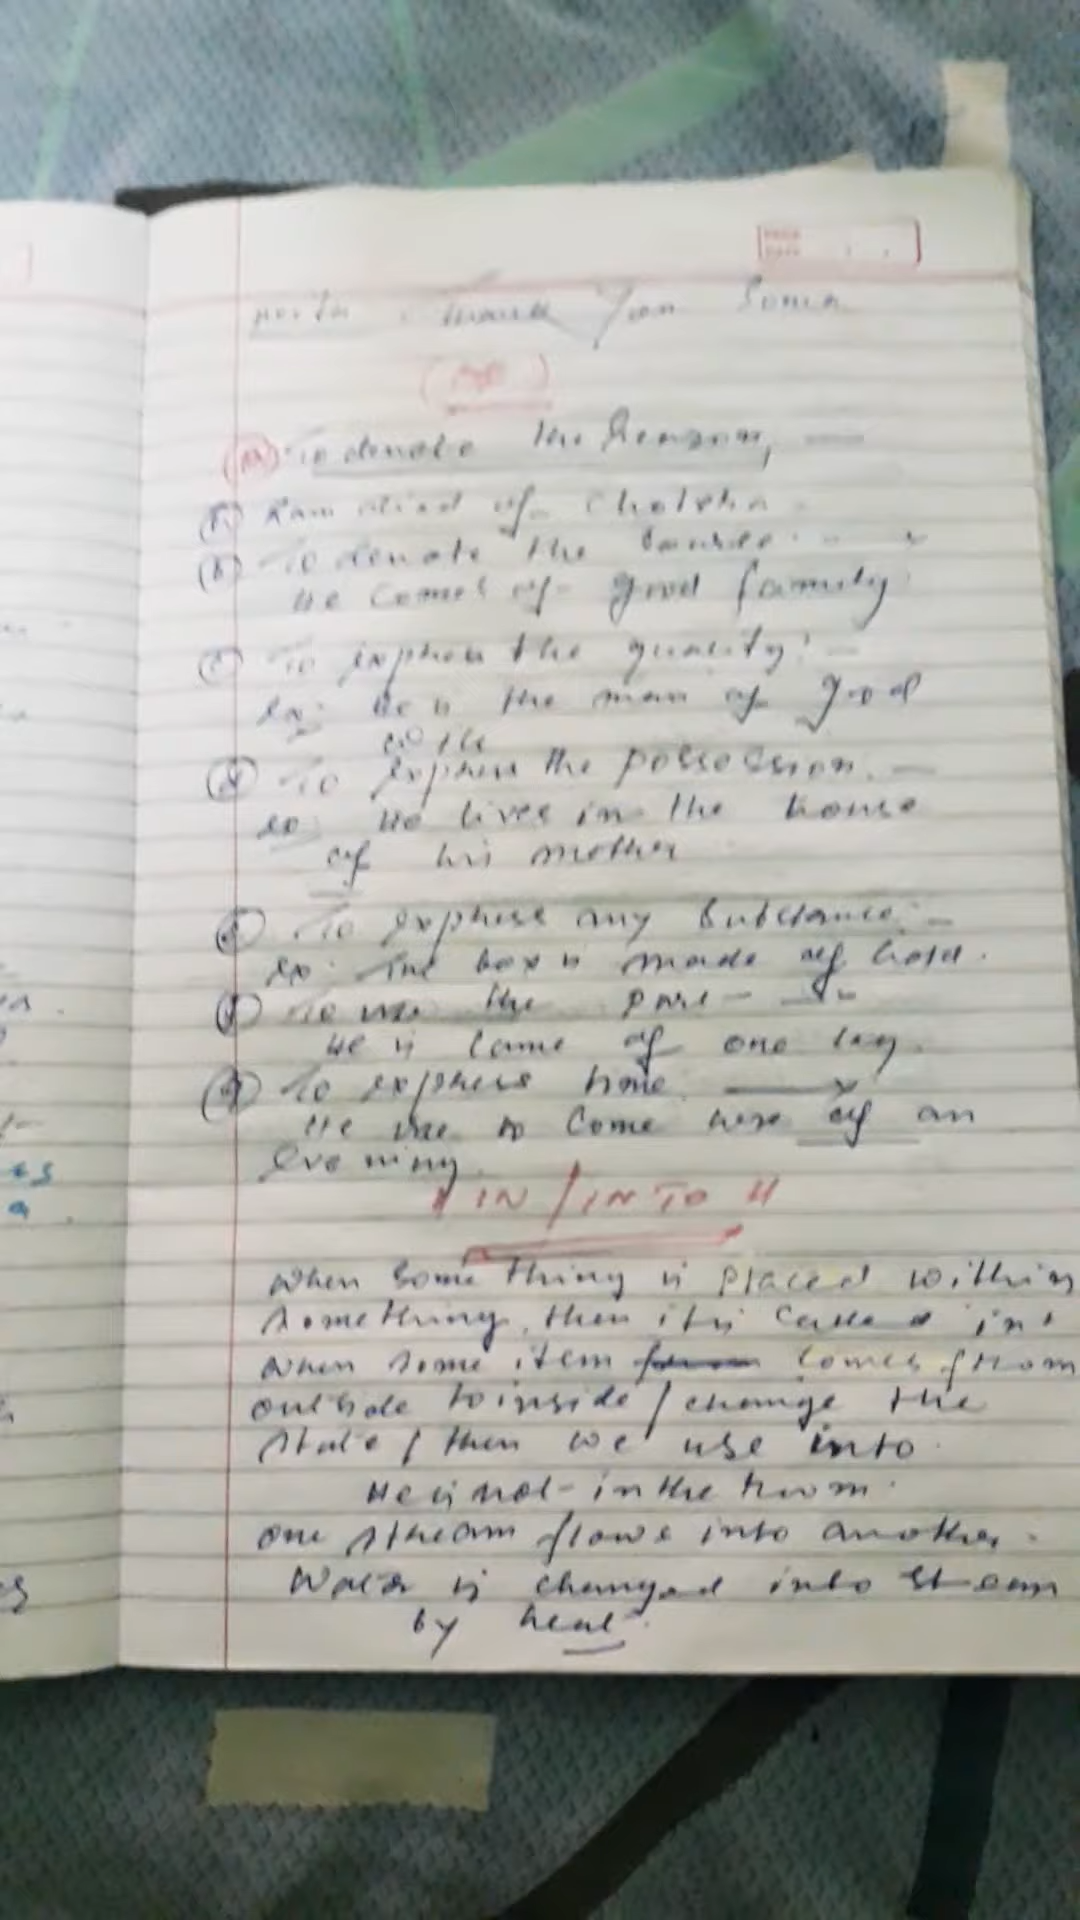 thank you
(of)
(a) To denote the Reason,
Ram died of cholera
(b) To denote the source
He comes of good family
(c) To express the quality:
ex: He is the man of good
(d) To express the possession.
ex: He lives in the house
of his mother
To express any substance:
ex: The box is made of Gold.
To use the part
He is lame of one leg.
To express time
He use to come here of an
evening.
IN / INTO
when something is placed within
something, then it is called in
when some item comes from
outside to inside / change the
state / then we use into
He is not in the room.
one stream flows into another.
Water is changed into steam
by heat.